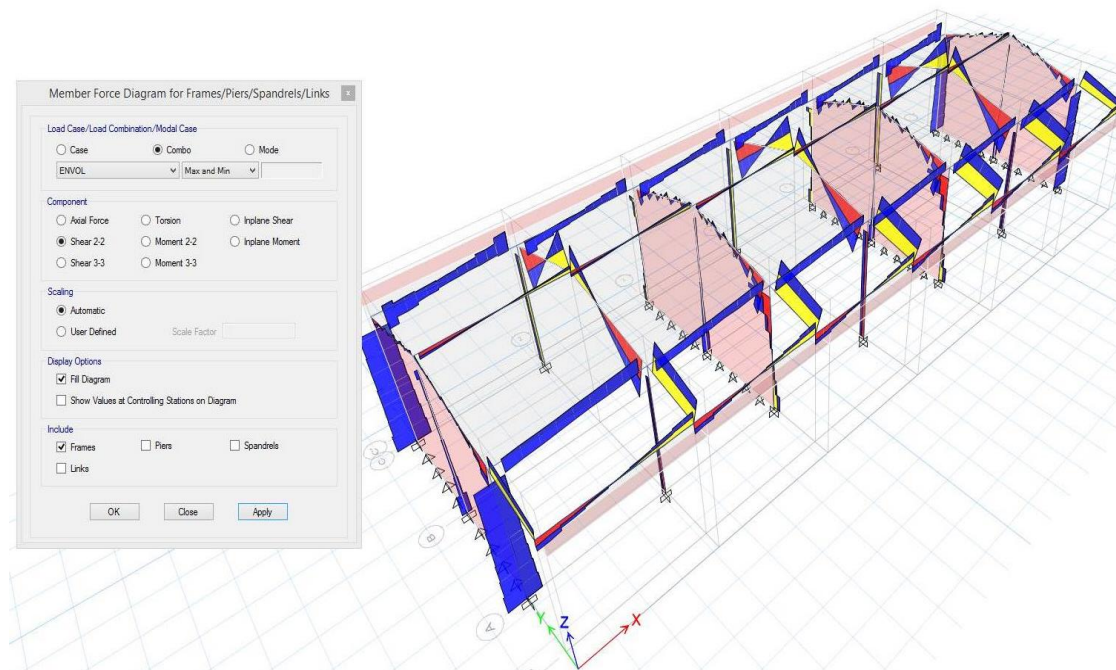 Member Force Diagram for Frames/Piers/Spandrels/Links
x
Load Case/Load Combination/Modal Case
Case Combo Mode
ENVOL Max and Min
Component
Axial Force Torsion Inplane Shear
Shear 2-2 Moment 2-2 Inplane Moment
Shear 3-3 Moment 3-3
Scaling
Automatic
User Defined Scale Factor
Display Options
Fill Diagram
Show Values at Controlling Stations on Diagram
Include
Frames Piers Spandrels
Links
OK Close Apply
C
B
A
Y
Z
X